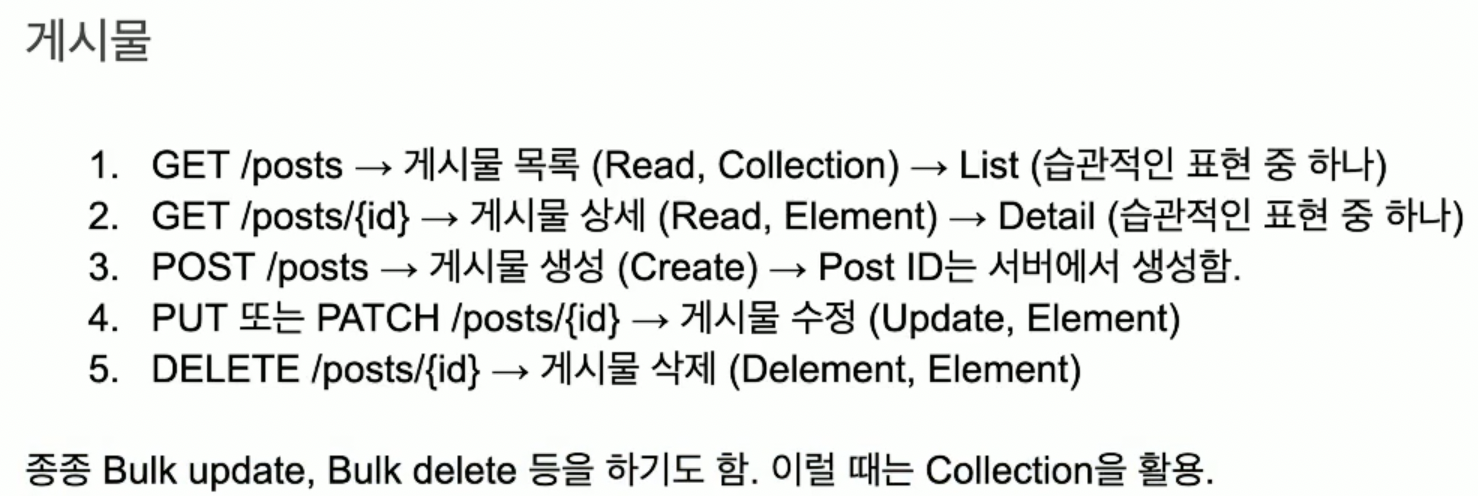 게시물
1. GET /posts → 게시물 목록 (Read, Collection) → List (습관적인 표현 중 하나)
2. GET /posts/{id} → 게시물 상세 (Read, Element) → Detail (습관적인 표현 중 하나)
3. POST /posts → 게시물 생성 (Create) → Post ID는 서버에서 생성함.
4. PUT 또는 PATCH /posts/{id} → 게시물 수정 (Update, Element)
5. DELETE /posts/{id} → 게시물 삭제 (Delement, Element)
종종 Bulk update, Bulk delete 등을 하기도 함. 이럴 때는 Collection을 활용.